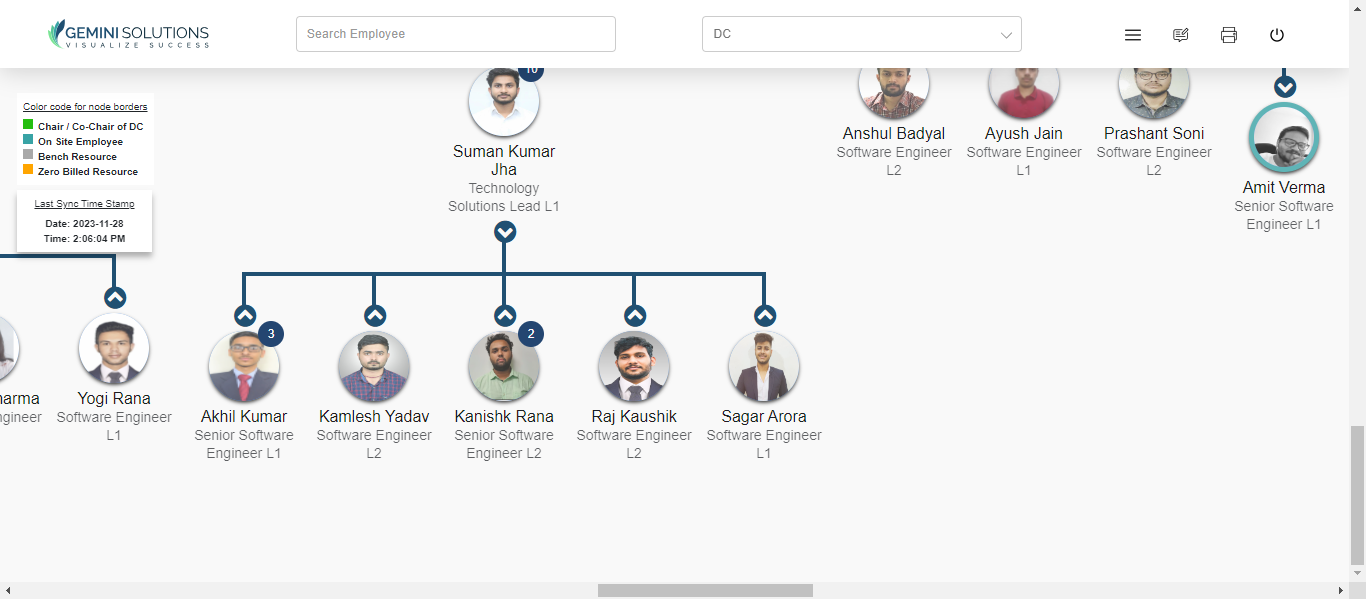 GEMINI SOLUTIONS
VISUALIZE SUCCESS
Search Employee
DC
Color code for node borders
Chair / Co-Chair of DC
On Site Employee
Bench Resource
Zero Billed Resource
Last Sync Time Stamp
Date: 2023-11-28
Time: 2:06:04 PM
10
Suman Kumar
Jha
Technology
Solutions Lead L1
Anshul Badyal
Software Engineer
L2
Ayush Jain
Software Engineer
L1
Prashant Soni
Software Engineer
L2
Amit Verma
Senior Software
Engineer L1
Yogi Rana
Software Engineer
L1
3
Akhil Kumar
Senior Software
Engineer L1
Kamlesh Yadav
Software Engineer
L2
2
Kanishk Rana
Senior Software
Engineer L2
Raj Kaushik
Software Engineer
L2
Sagar Arora
Software Engineer
L1